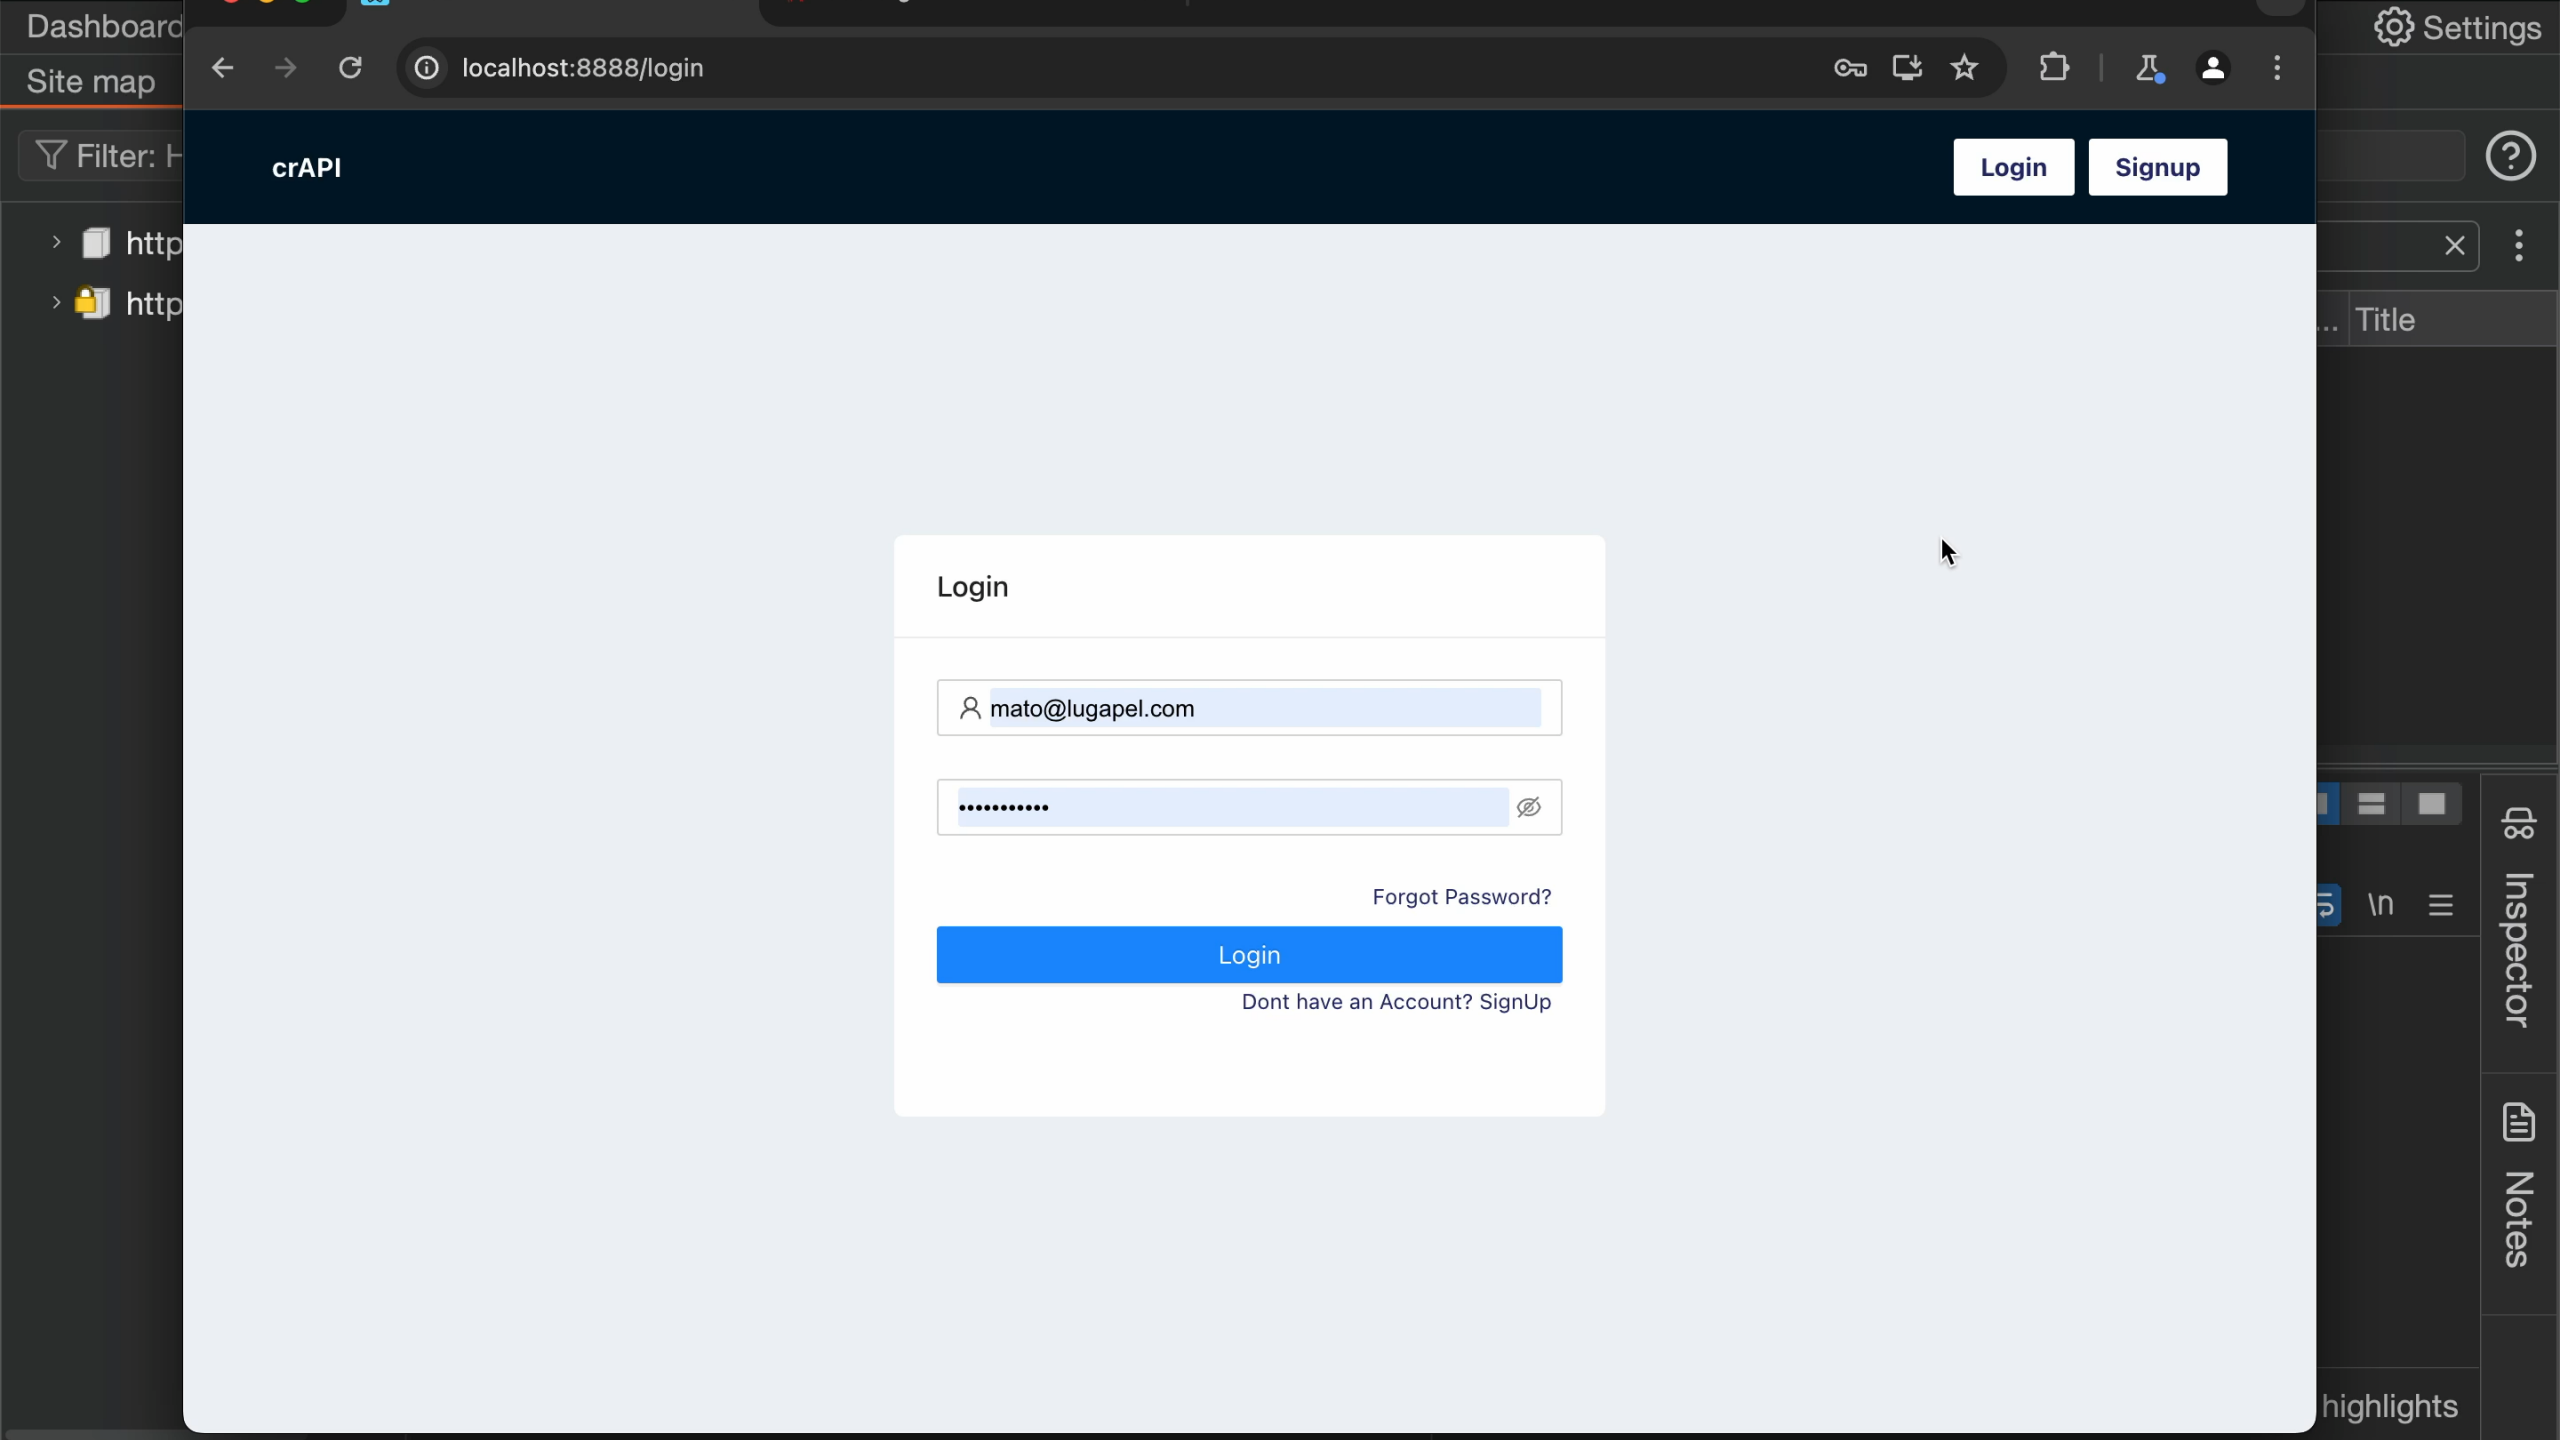 Dashboard
Settings
localhost:8888/login
Site map
Filter: H
crAPI
Login
Signup
http
http
Title
Login
mato@lugapel.com
•••••••••••
Forgot Password?
Login
Dont have an Account? SignUp
\n
Inspector
Notes
highlights